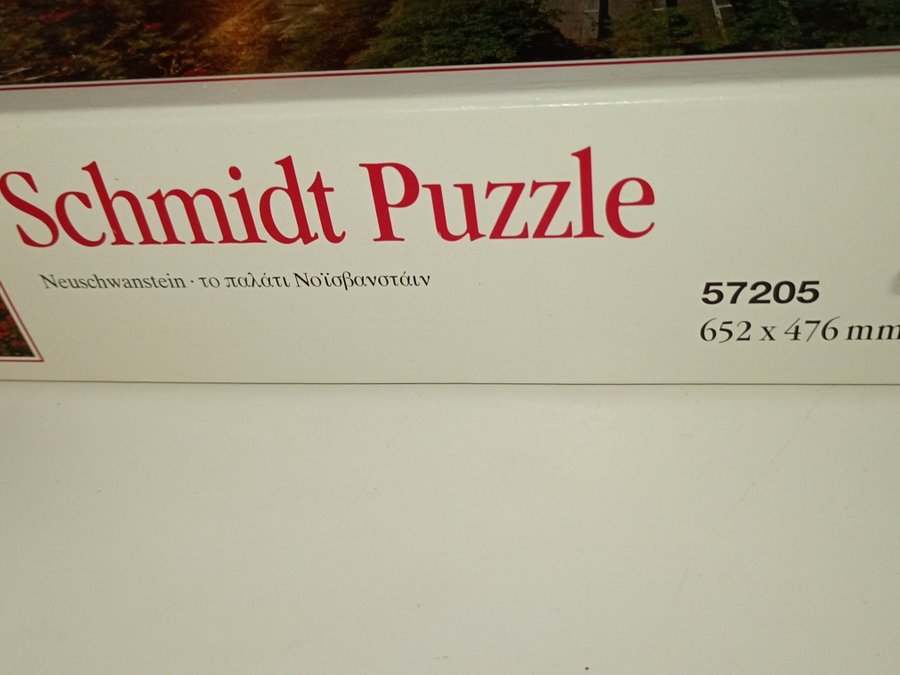 Schmidt Puzzle
Neuschwanstein · το παλάτι Νοϊσβανστάιν
57205
652 x 476 mm